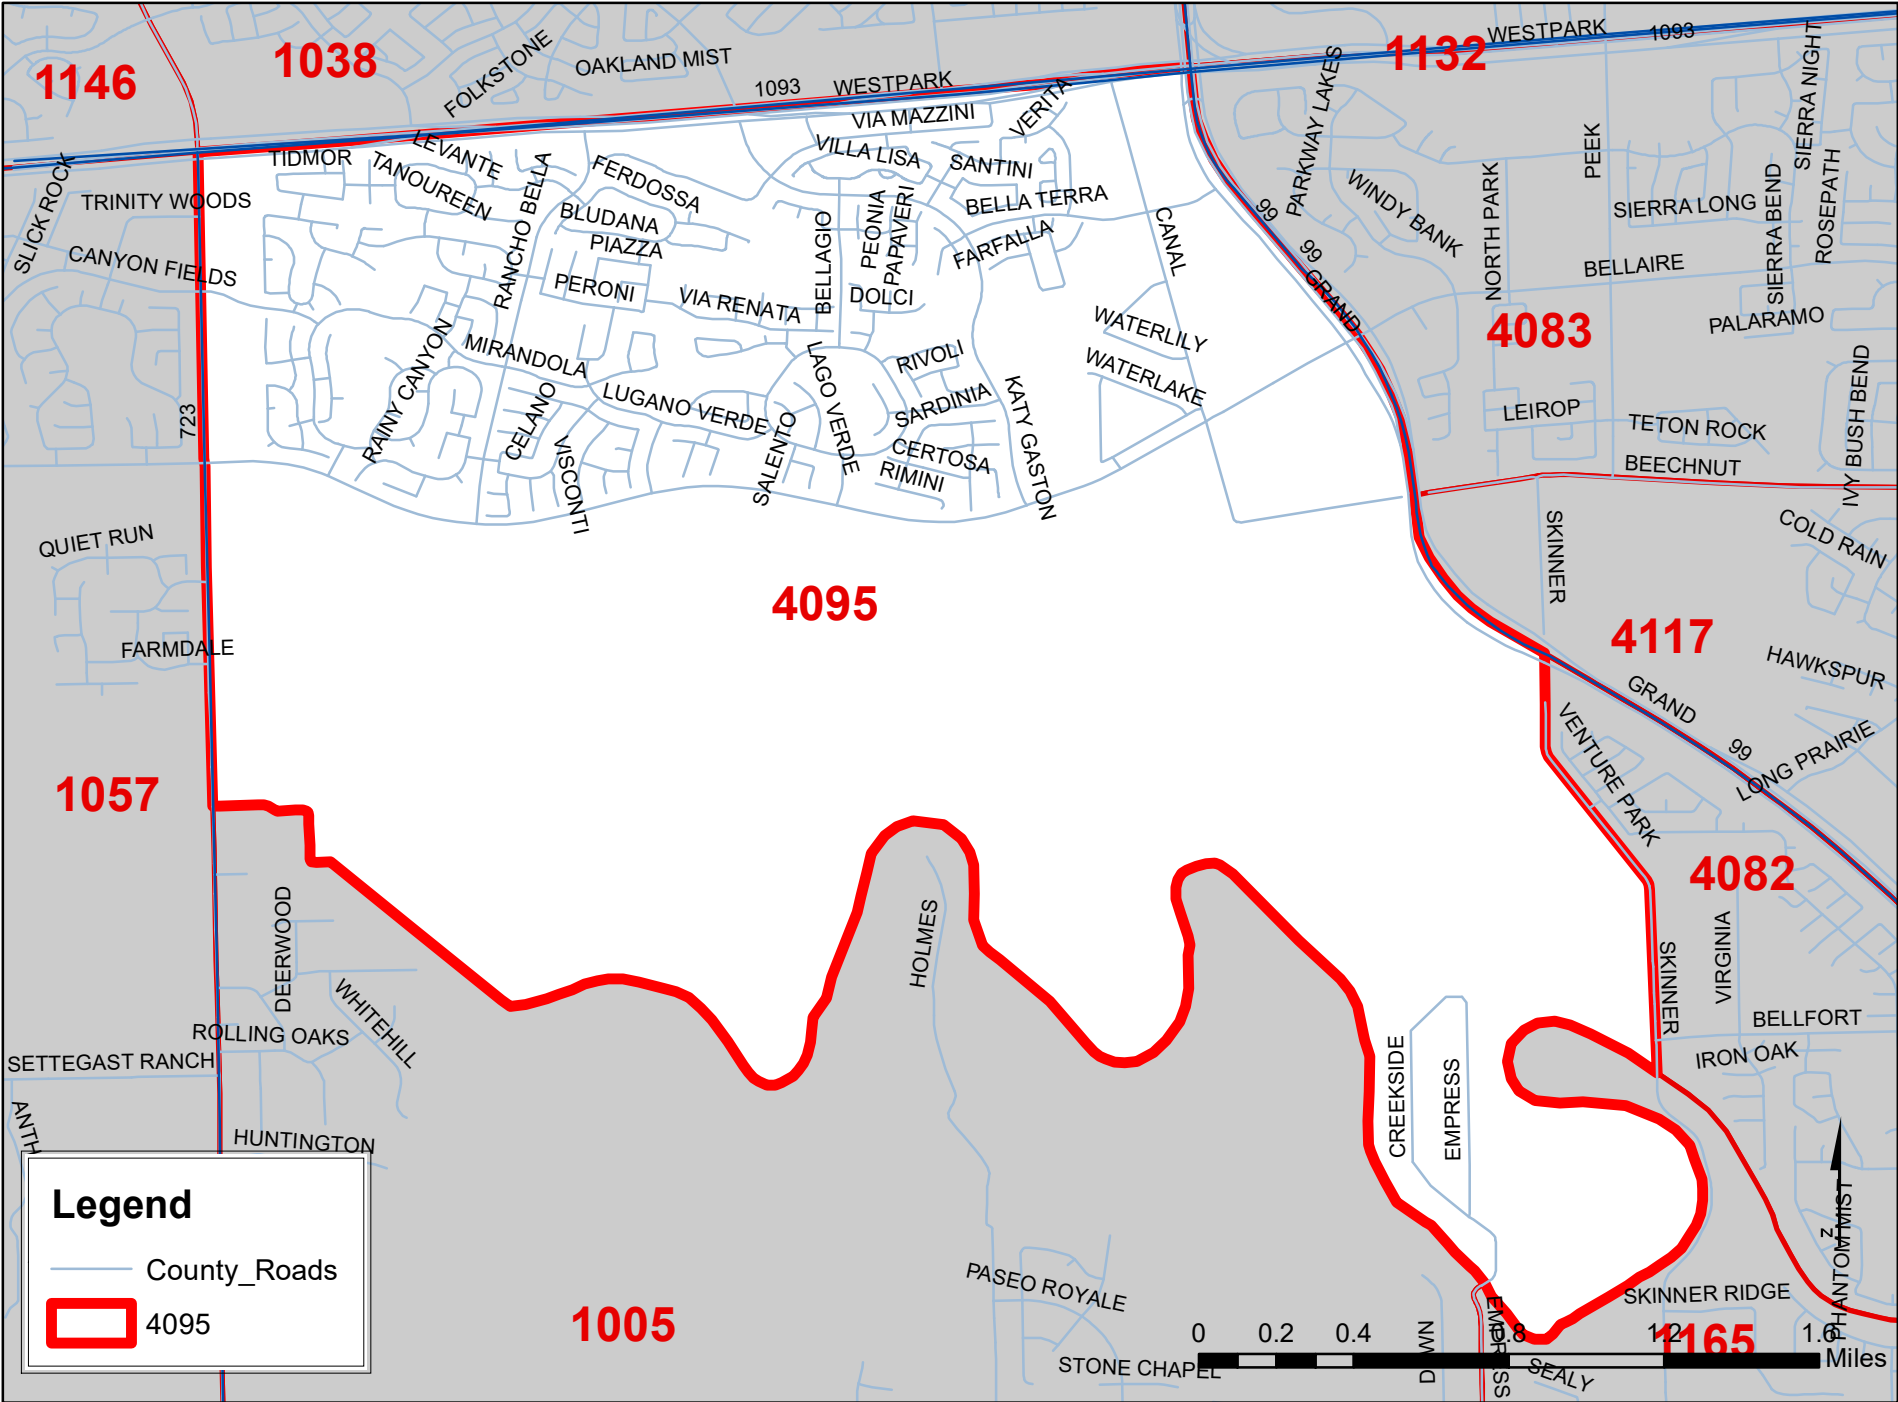 1146
1038
FOLKSTONE
OAKLAND MIST
1093
WESTPARK
1132
WESTPARK
1093
SIERRA NIGHT
VIA MAZZINI
VERITA
PARKWAY LAKES
PEEK
SLICK ROCK
TIDMOR
LEVANTE
TANOUREEN
RANCHO BELLA
FERDOSSA
VILLA LISA
SANTINI
NORTH PARK
SIERRA BEND
ROSEPATH
TRINITY WOODS
BLUDANA
PIAZZA
BELLAGIO
PEONIA
PAPAVERI
BELLA TERRA
FARFALLA
CANAL
99
99
GRAND
WINDY BANK
SIERRA LONG
CANYON FIELDS
PERONI
VIA RENATA
DOLCI
BELLAIRE
WATERLILY
4083
PALARAMO
RAINY CANYON
MIRANDOLA
LAGO VERDE
RIVOLI
WATERLAKE
IVY BUSH BEND
723
CELANO
LUGANO VERDE
SALENTO
SARDINIA
KATY GASTON
LEIROP
TETON ROCK
VISCONTI
CERTOSA
RIMINI
BEECHNUT
QUIET RUN
SKINNER
COLD RAIN
4095
4117
FARMDALE
HAWKSPUR
GRAND
99
VENTURE PARK
LONG PRAIRIE
1057
4082
DEERWOOD
HOLMES
VIRGINIA
SKINNER
WHITEHILL
ROLLING OAKS
BELLFORT
SETTEGAST RANCH
CREEKSIDE
EMPRESS
IRON OAK
ANTH
HUNTINGTON
Legend
County_Roads
4095
1005
PASEO ROYALE
Z
PHANTOM MIST
SKINNER RIDGE
EMPRESS
1165
0
0.2
0.4
0.8
1.2
1.6
Miles
STONE CHAPEL
SEALY